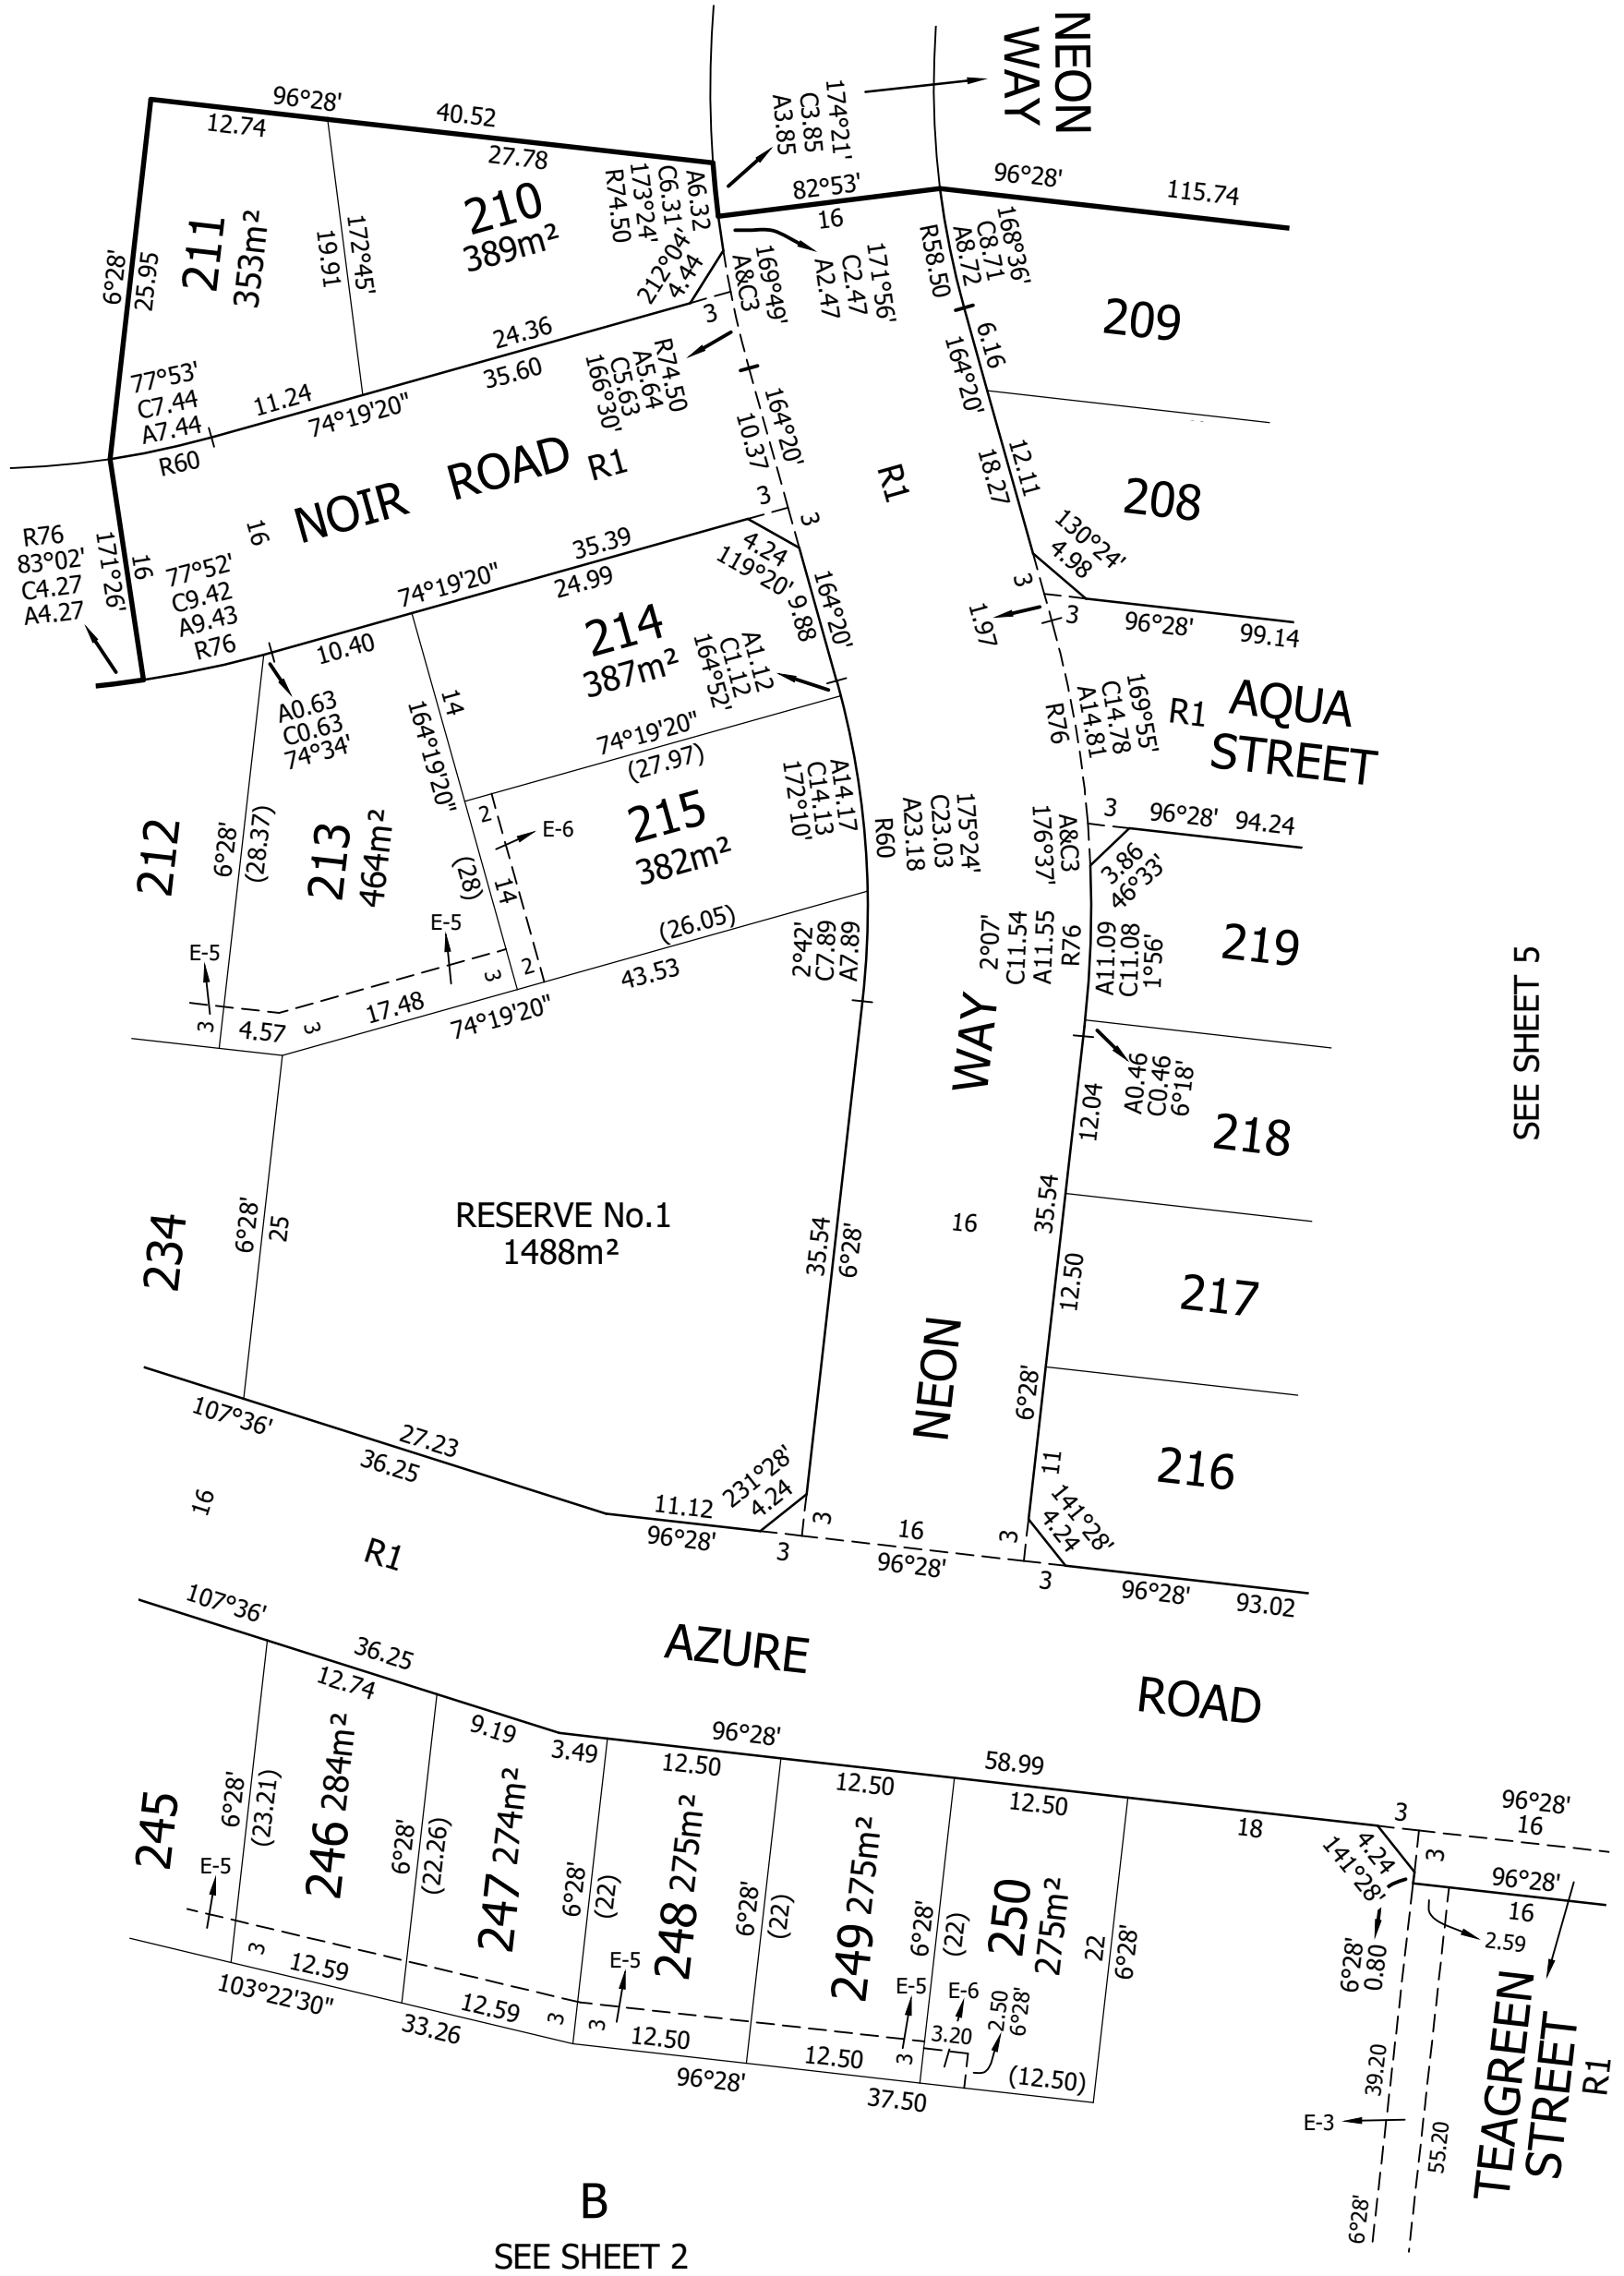 NEON
WAY
174°21'
C3.85
A3.85
96°28'
40.52
12.74
27.78
210
389m²
A6.32
C6.31
173°24'
R74.50
82°53'
16
96°28'
115.74
211
353m²
172°45'
19.91
6°28'
25.95
212°04'
4.44
169°49'
A&C3
171°56'
C2.47
A2.47
168°36'
C8.71
A8.72
R58.50
209
3
24.36
35.60
R74.50
A5.64
C5.63
166°30'
6.16
164°20'
77°53'
C7.44
A7.44
R60
11.24
74°19'20"
164°20'
10.37
NOIR ROAD
R1
R1
12.11
18.27
208
130°24'
4.98
R76
83°02'
C4.27
A4.27
171°26'
16
16
77°52'
C9.42
A9.43
R76
35.39
74°19'20"
24.99
3
3
4.24
119°20'
164°20'
9.88
3
3
1.97
96°28'
99.14
10.40
214
387m²
A1.12
C1.12
164°52'
A0.63
C0.63
74°34'
14
164°19'20"
74°19'20"
(27.97)
169°55'
C14.78
A14.81
R76
R1
AQUA
STREET
212
6°28'
(28.37)
213
464m²
2
E-6
215
382m²
A14.17
C14.13
172°10'
R60
175°24'
C23.03
A23.18
A&C3
176°37'
3
96°28'
94.24
3.86
46°33'
(28)
14
E-5
E-5
(26.05)
43.53
2°42'
C7.89
A7.89
2°07'
C11.54
A11.55
R76
A11.09
C11.08
1°56'
219
3
4.57
3
17.48
3
2
74°19'20"
WAY
A0.46
C0.46
6°18'
SEE SHEET 5
12.04
218
234
6°28'
25
RESERVE No.1
1488m²
35.54
6°28'
16
35.54
12.50
217
NEON
6°28'
107°36'
27.23
36.25
231°28'
4.24
11
141°28'
4.24
216
16
11.12
96°28'
3
3
16
96°28'
3
3
96°28'
93.02
R1
107°36'
36.25
12.74
AZURE ROAD
9.19
3.49
96°28'
12.50
12.50
58.99
12.50
18
3
96°28'
16
245
6°28'
(23.21)
246 284m²
6°28'
(22.26)
247 274m²
6°28'
(22)
248 275m²
6°28'
(22)
249 275m²
6°28'
(22)
250
275m²
22
6°28'
4.24
141°28'
3
96°28'
16
2.59
6°28'
0.80
E-5
3
12.59
103°22'30"
12.59
33.26
3
3
E-5
12.50
96°28'
12.50
37.50
E-5
3
E-6
3.20
2.50
6°28'
(12.50)
39.20
E-3
55.20
6°28'
TEAGREEN
STREET
R1
B
SEE SHEET 2